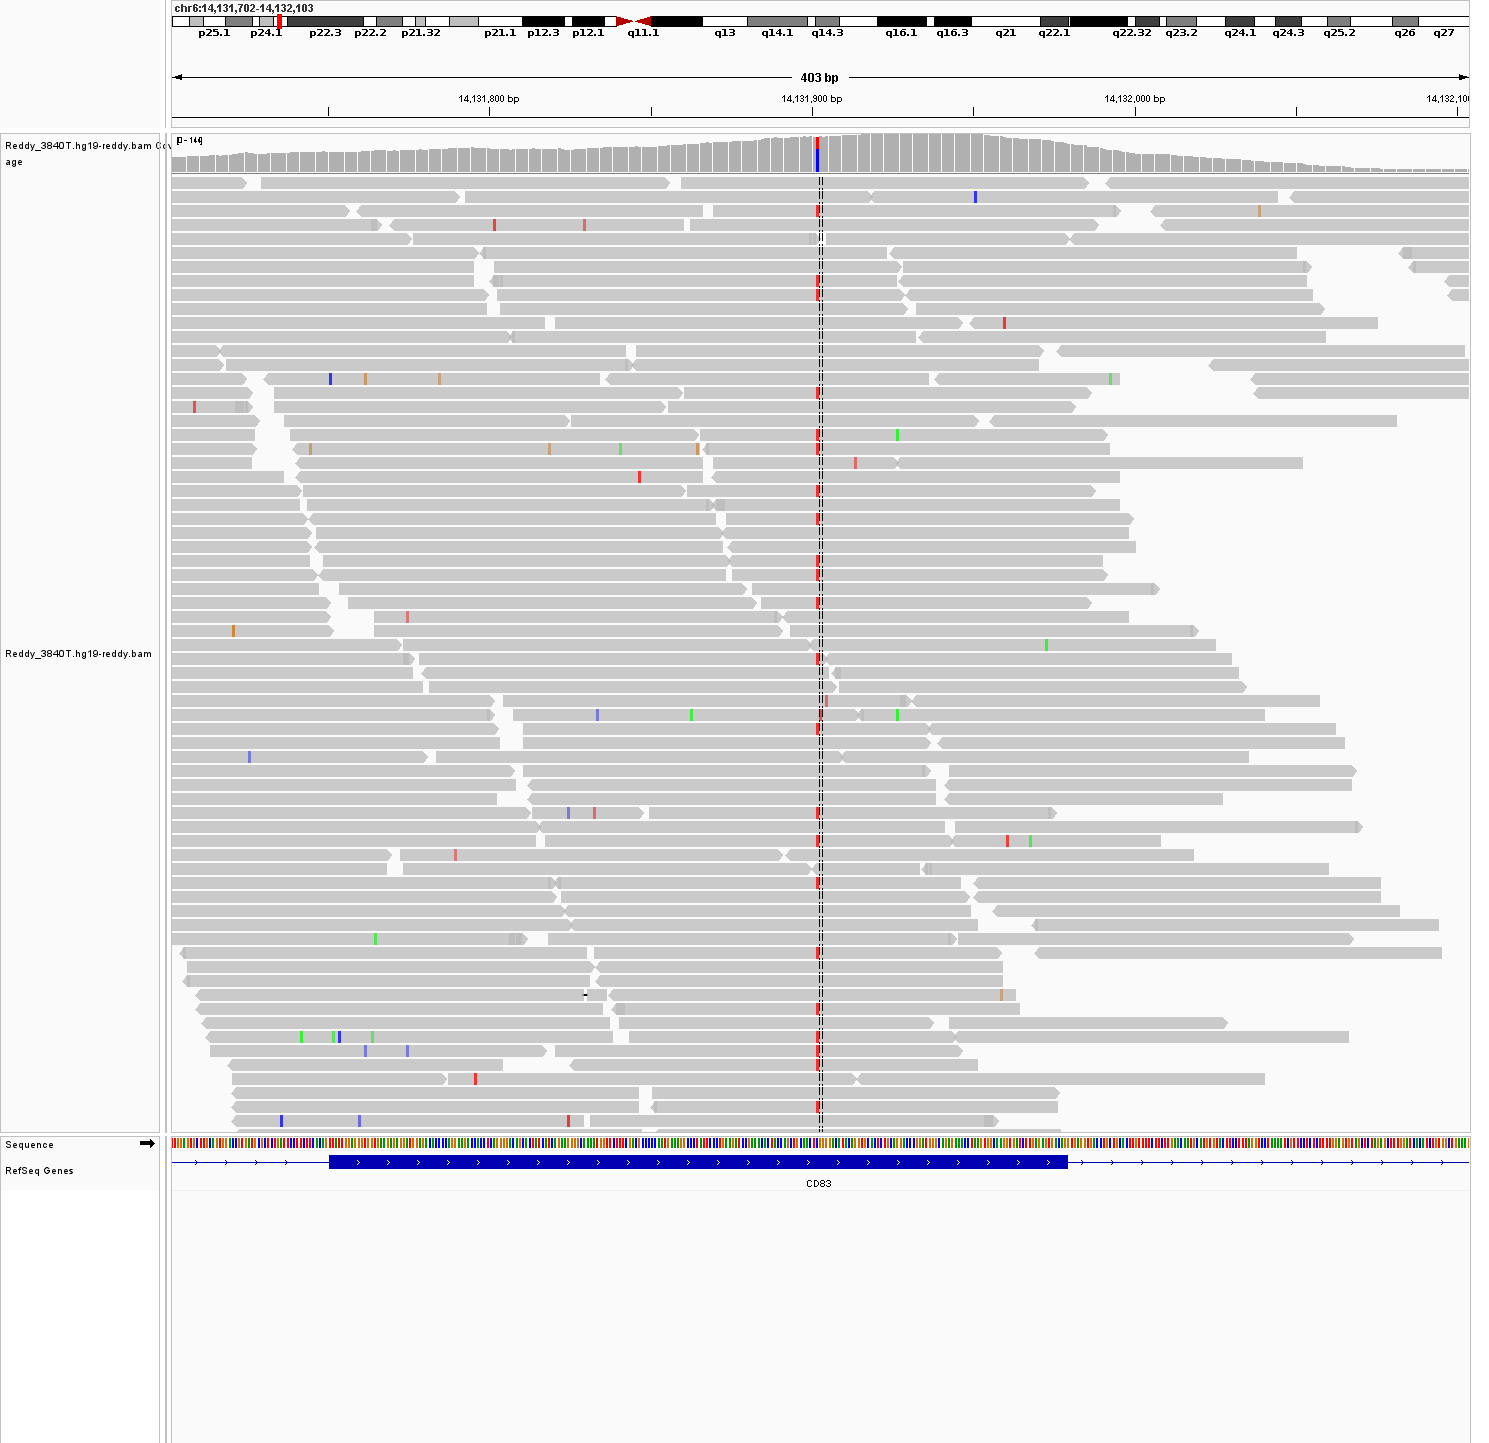 chr6:14,131,702-14,132,103
p25.1 p24.1 p22.3 p22.2 p21.32 p21.1 p12.3 p12.1 q11.1 q13 q14.1 q14.3 q16.1 q16.3 q21 q22.1 q22.32 q23.2 q24.1 q24.3 q25.2 q26 q27
403 bp
14,131,800 bp 14,131,900 bp 14,132,000 bp 14,132,100
Reddy_3840T.hg19-reddy.bam Cov
age
[0 - 144]
Reddy_3840T.hg19-reddy.bam
Sequence
RefSeq Genes
CD83